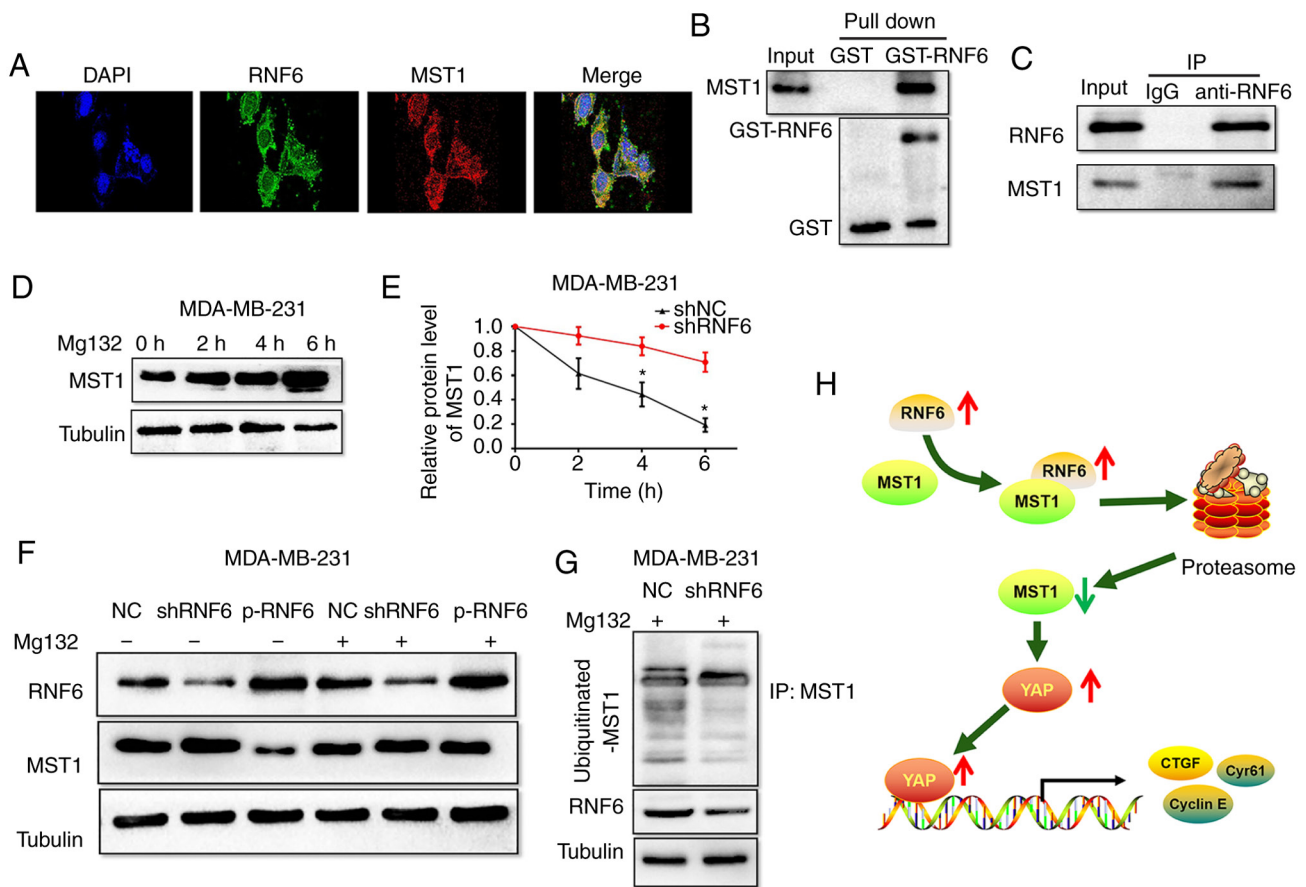 A
DAPI
RNF6
MST1
Merge
B
Pull down
Input
GST
GST-RNF6
MST1
GST-RNF6
GST
C
IP
Input
IgG
anti-RNF6
RNF6
MST1
D
MDA-MB-231
Mg132
0 h
2 h
4 h
6 h
MST1
Tubulin
E
MDA-MB-231
shNC
shRNF6
Relative protein level
of MST1
1.0
0.8
0.6
0.4
0.2
0.0
*
*
0
2
4
6
Time (h)
F
MDA-MB-231
NC
shRNF6
p-RNF6
NC
shRNF6
p-RNF6
Mg132
–
–
–
+
+
+
RNF6
MST1
Tubulin
G
MDA-MB-231
NC
shRNF6
Mg132
+
+
Ubiquitinated
-MST1
IP: MST1
RNF6
Tubulin
H
RNF6
MST1
RNF6
MST1
Proteasome
MST1
YAP
YAP
CTGF
Cyr61
Cyclin E